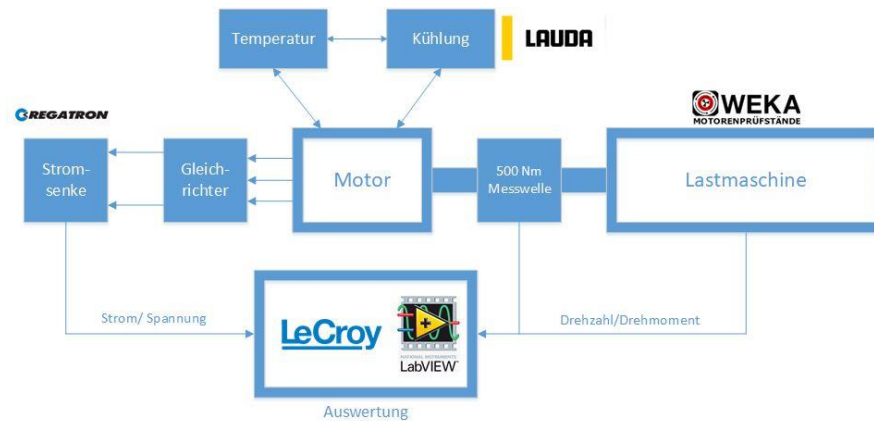 Temperatur
Kühlung
LAUDA
REGATRON
WEKA
MOTORENPRÜFSTÄNDE
Strom-
senke
Gleich-
richter
Motor
500 Nm
Messwelle
Lastmaschine
Strom/ Spannung
LeCroy
NATIONAL INSTRUMENTS
LabVIEW™
Drehzahl/Drehmoment
Auswertung